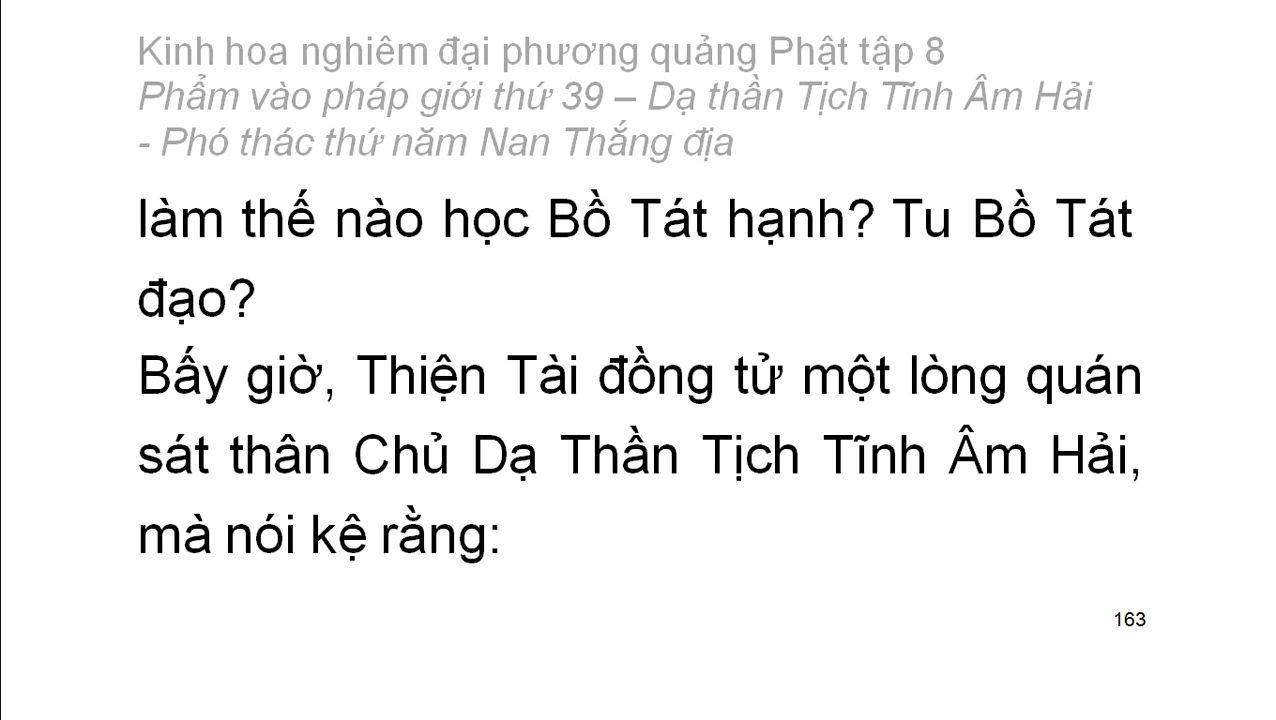 Kinh hoa nghiêm đại phương quảng Phật tập 8
Phẩm vào pháp giới thứ 39 – Dạ thần Tịch Tĩnh Âm Hải
- Phó thác thứ năm Nan Thắng địa
làm thế nào học Bồ Tát hạnh? Tu Bồ Tát
đạo?
Bấy giờ, Thiện Tài đồng tử một lòng quán
sát thân Chủ Dạ Thần Tịch Tĩnh Âm Hải,
mà nói kệ rằng:
163